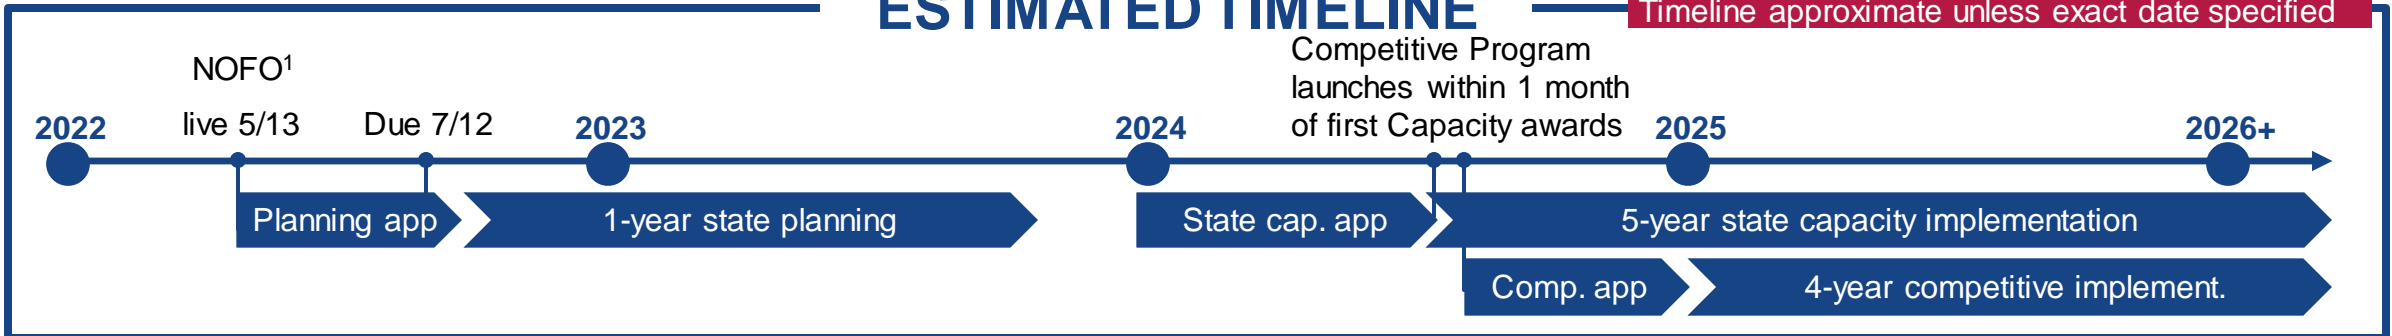 ESTIMATED TIMELINE
Timeline approximate unless exact date specified
NOFO¹
live 5/13
Due 7/12
Competitive Program
launches within 1 month
of first Capacity awards
2022
2023
2024
2025
2026+
Planning app
1-year state planning
State cap. app
5-year state capacity implementation
Comp. app
4-year competitive implement.